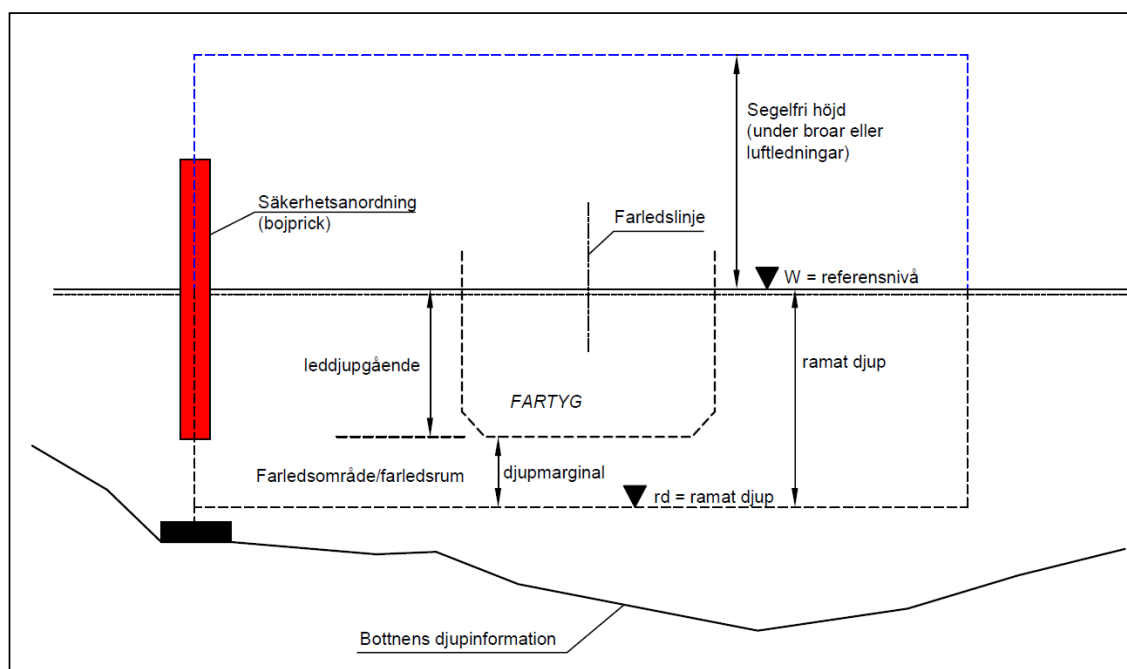 Segelfri höjd
(under broar eller
luftledningar)
Säkerhetsanordning
(bojprick)
Farledslinje
W = referensnivå
leddjupgående
ramat djup
FARTYG
Farledsområde/farledsrum
djupmarginal
rd = ramat djup
Bottnens djupinformation